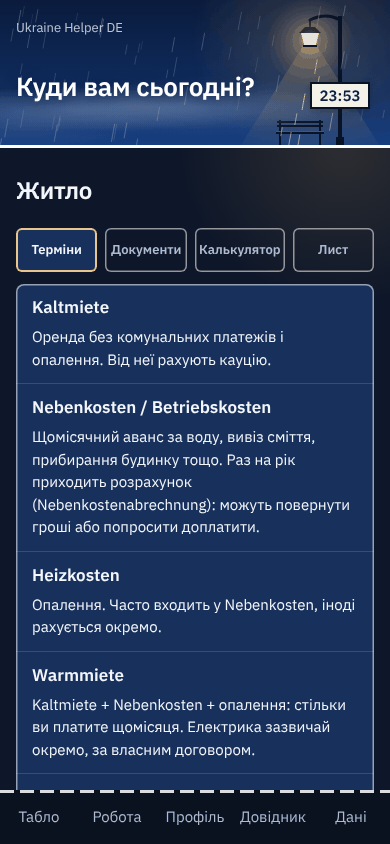 Ukraine Helper DE
Куди вам сьогодні?
23:53
Житло
Терміни
Документи
Калькулятор
Лист
Kaltmiete
Оренда без комунальних платежів і
опалення. Від неї рахують кауцію.
Nebenkosten / Betriebskosten
Щомісячний аванс за воду, вивіз сміття,
прибирання будинку тощо. Раз на рік
приходить розрахунок
(Nebenkostenabrechnung): можуть повернути
гроші або попросити доплатити.
Heizkosten
Опалення. Часто входить у Nebenkosten, іноді
рахується окремо.
Warmmiete
Kaltmiete + Nebenkosten + опалення: стільки
ви платите щомісяця. Електрика зазвичай
окремо, за власним договором.
Табло
Робота
Профіль
Довідник
Дані